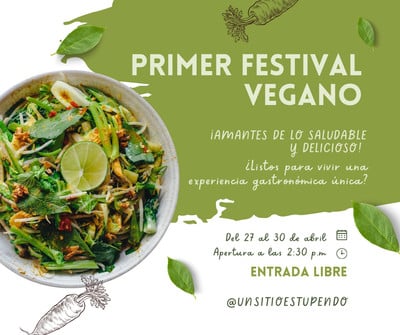 PRIMER FESTIVAL
VEGANO
¡AMANTES DE LO SALUDABLE
Y DELICIOSO!
¿Listos para vivir una
experiencia gastronómica única?
Del 27 al 30 de abril
Apertura a las 2:30 p.m
ENTRADA LIBRE
@UNSITIOESTUPENDO